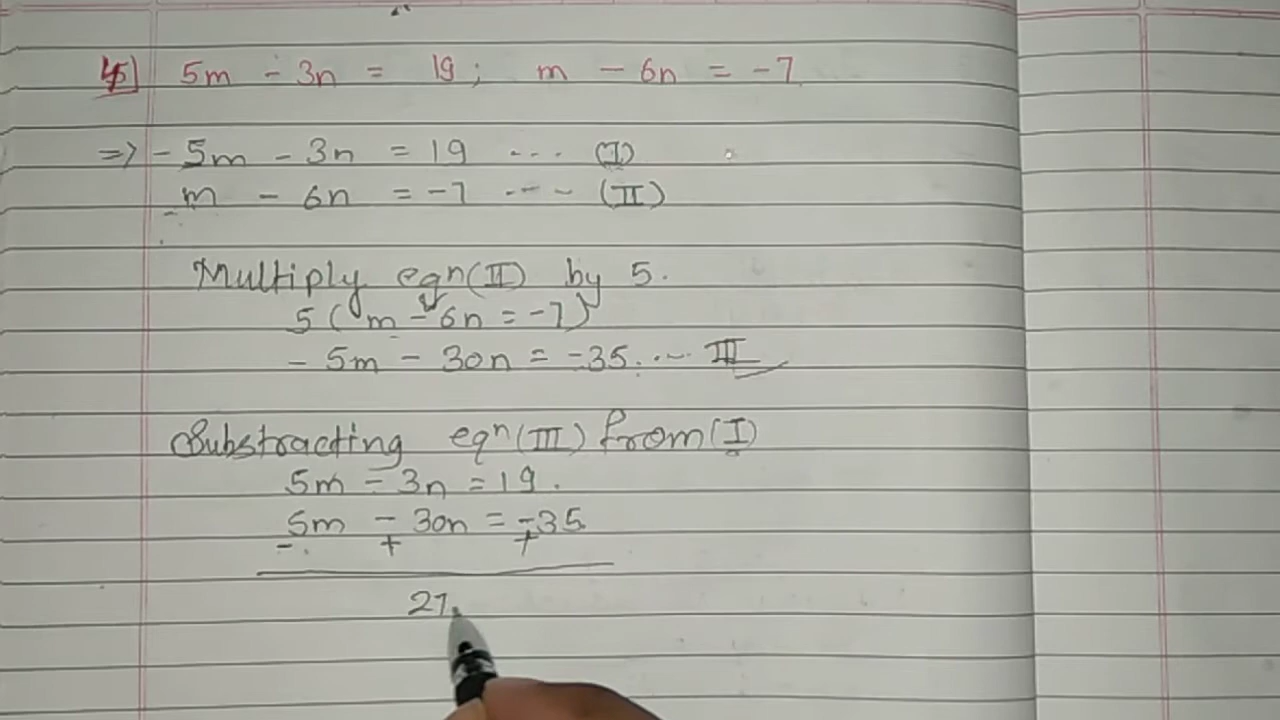 4] 5m - 3n = 19 ; m - 6n = -7
=> - 5m - 3n = 19 --- (I)
m - 6n = -7 --- (II)
Multiply eqn(II) by 5.
5 ( m - 6n = -7 )
- 5m - 30n = -35 . -- III
Substracting eqn (III) from (I)
5m - 3n = 19 .
5m - 30n = -35
- + +
27